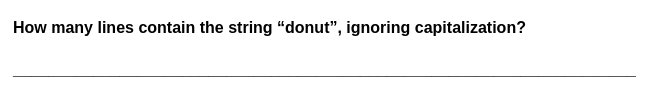 How many lines contain the string “donut”, ignoring capitalization?